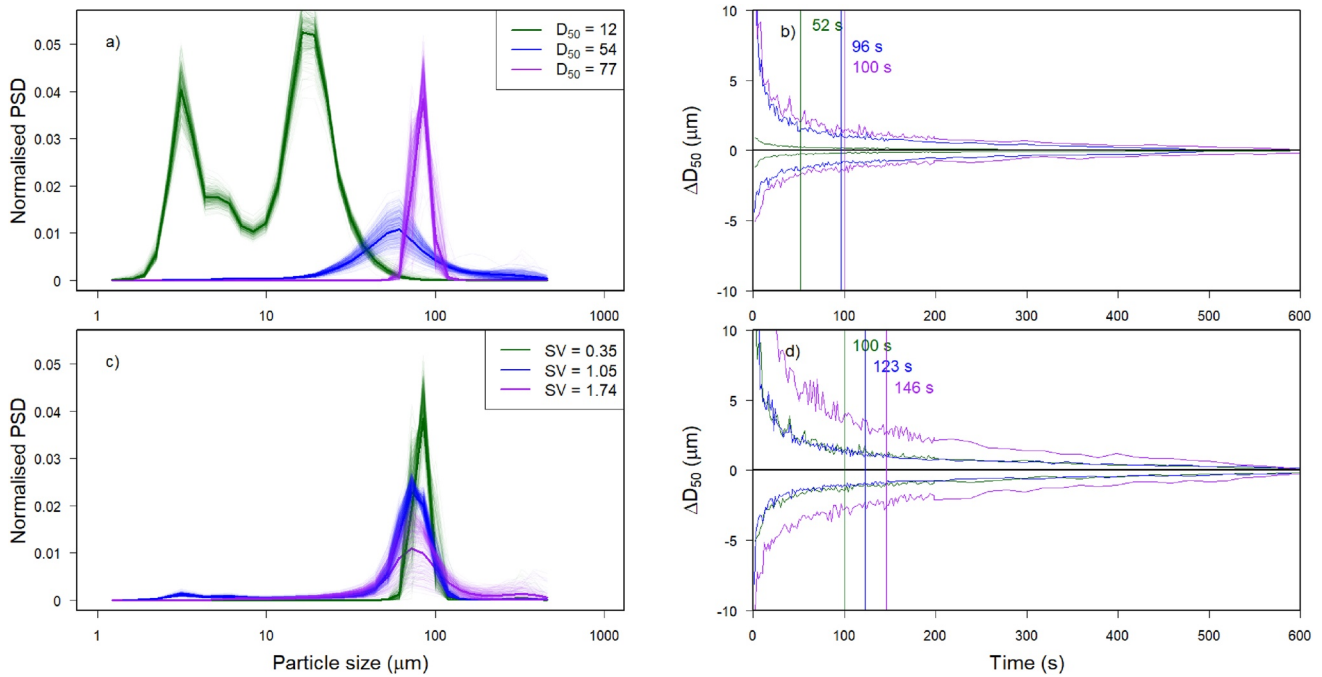 a)
D50 = 12
D50 = 54
D50 = 77
Normalised PSD
0.05
0.04
0.03
0.02
0.01
0
1 10 100 1000
b)
52 s
96 s
100 s
ΔD50 (μm)
10
5
0
-5
-10
0 100 200 300 400 500 600
c)
SV = 0.35
SV = 1.05
SV = 1.74
Normalised PSD
0.05
0.04
0.03
0.02
0.01
0
1 10 100 1000
Particle size (μm)
d)
100 s
123 s
146 s
ΔD50 (μm)
10
5
0
-5
-10
0 100 200 300 400 500 600
Time (s)